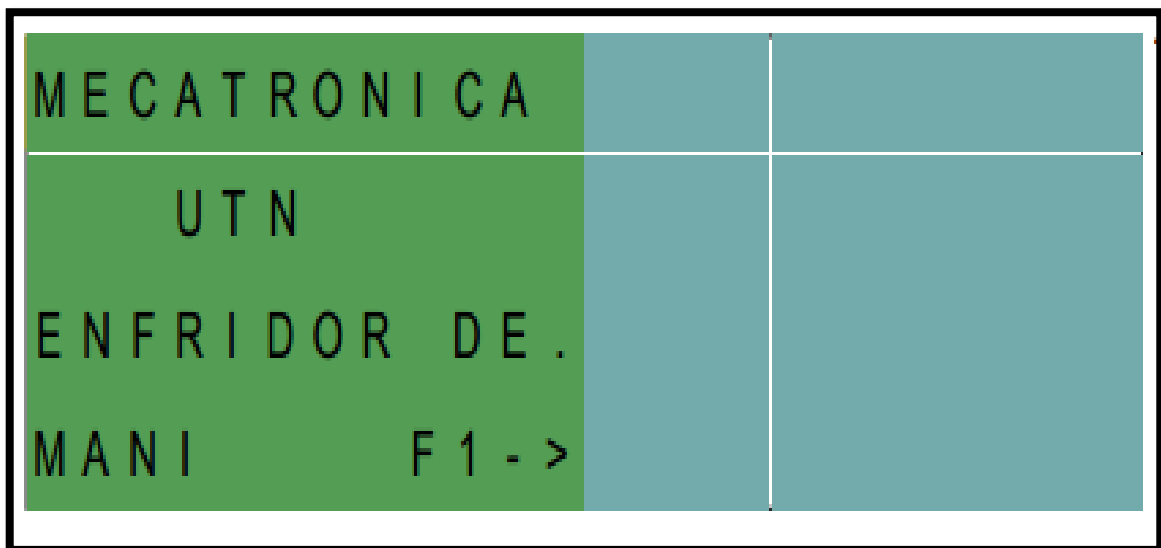 MECATRONICA
UTN
ENFRIDOR DE.
MANI F1->